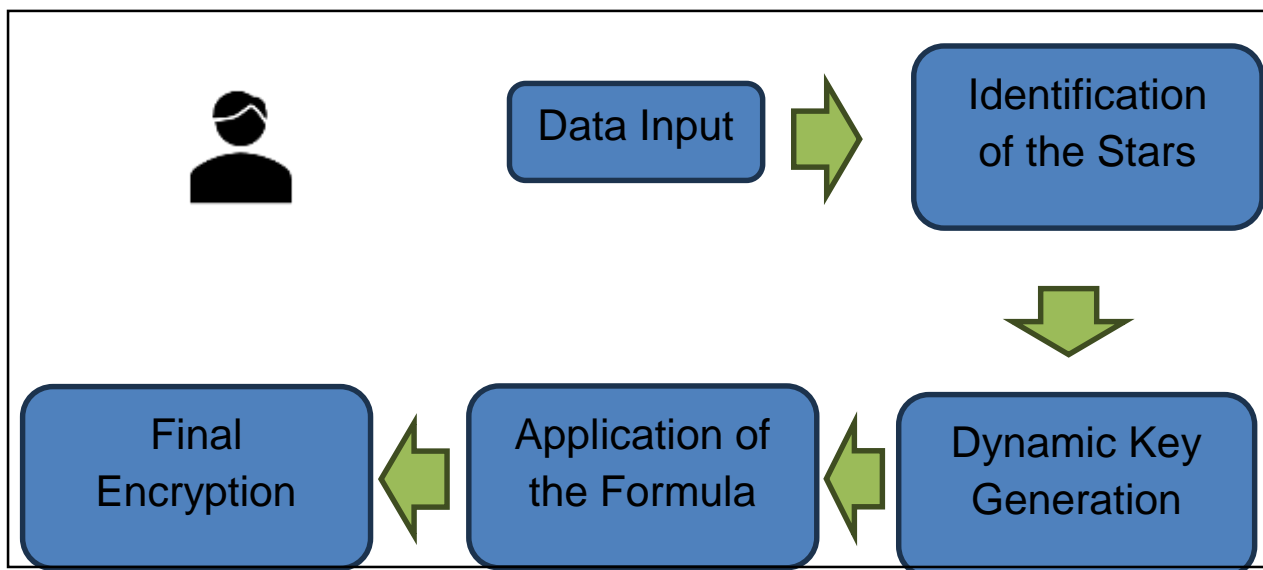 Data Input
Identification
of the Stars
Dynamic Key
Generation
Application of
the Formula
Final
Encryption